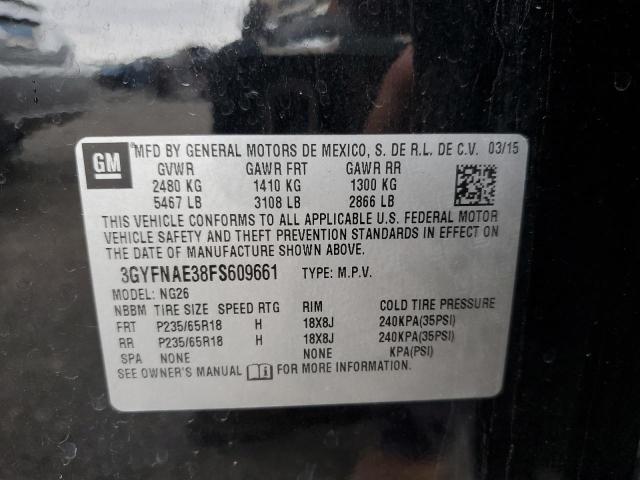 GM MFD BY GENERAL MOTORS DE MEXICO, S. DE R.L. DE C.V. 03/15
GVWR GAWR FRT GAWR RR
2480 KG 1410 KG 1300 KG
5467 LB 3108 LB 2866 LB
THIS VEHICLE CONFORMS TO ALL APPLICABLE U.S. FEDERAL MOTOR
VEHICLE SAFETY AND THEFT PREVENTION STANDARDS IN EFFECT ON
THE DATE OF MANUFACTURE SHOWN ABOVE.
3GYFNAE38FS609661 TYPE: M.P.V.
MODEL: NG26
NBBM TIRE SIZE SPEED RTG RIM COLD TIRE PRESSURE
FRT P235/65R18 H 18X8J 240KPA(35PSI)
RR P235/65R18 H 18X8J 240KPA(35PSI)
SPA NONE NONE KPA(PSI)
SEE OWNER'S MANUAL i FOR MORE INFORMATION.